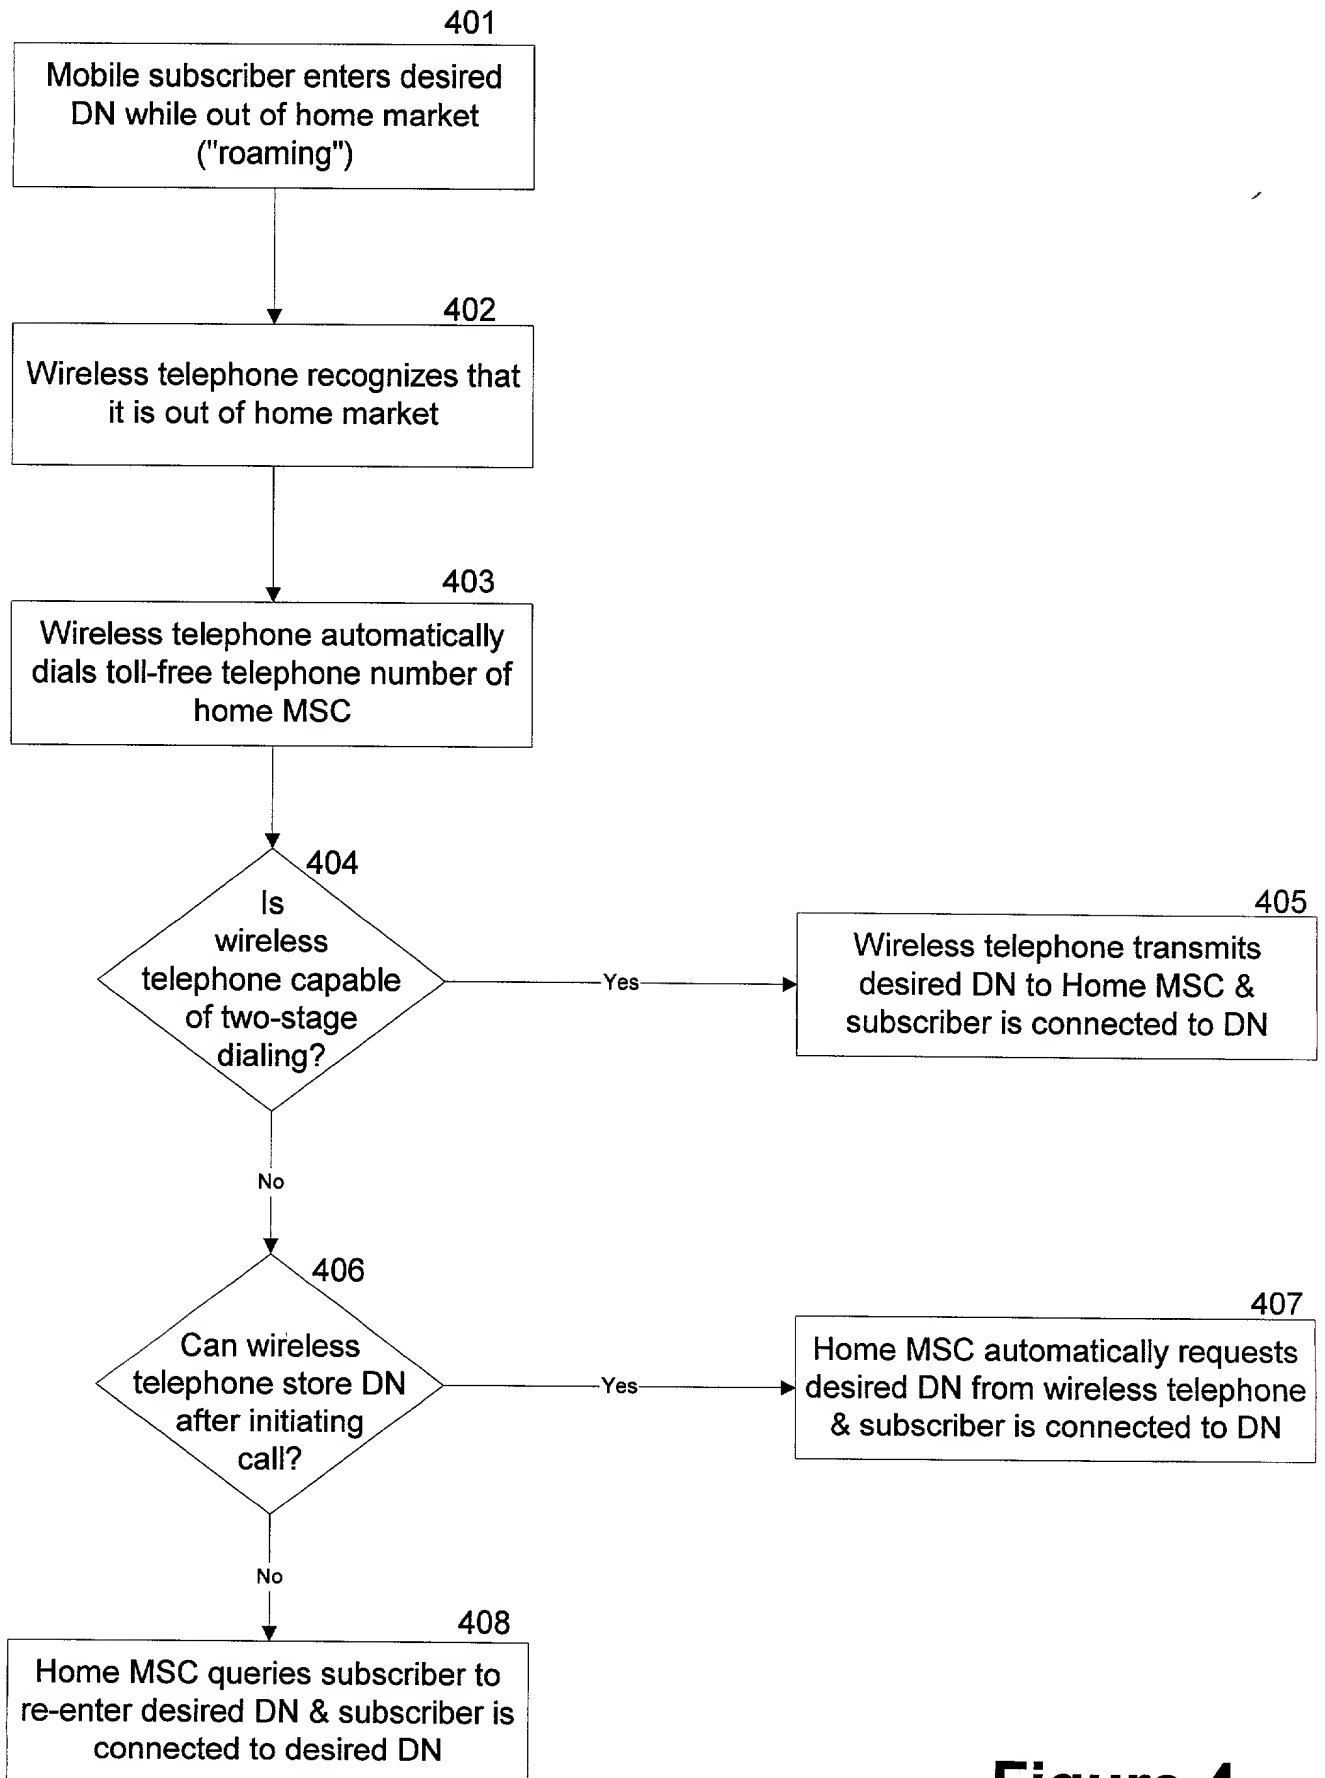 401
Mobile subscriber enters desired
DN while out of home market
("roaming")
402
Wireless telephone recognizes that
it is out of home market
403
Wireless telephone automatically
dials toll-free telephone number of
home MSC
404
Is
wireless
telephone capable
of two-stage
dialing?
Yes
405
Wireless telephone transmits
desired DN to Home MSC &
subscriber is connected to DN
No
406
Can wireless
telephone store DN
after initiating
call?
Yes
407
Home MSC automatically requests
desired DN from wireless telephone
& subscriber is connected to DN
No
408
Home MSC queries subscriber to
re-enter desired DN & subscriber is
connected to desired DN
Figure 4